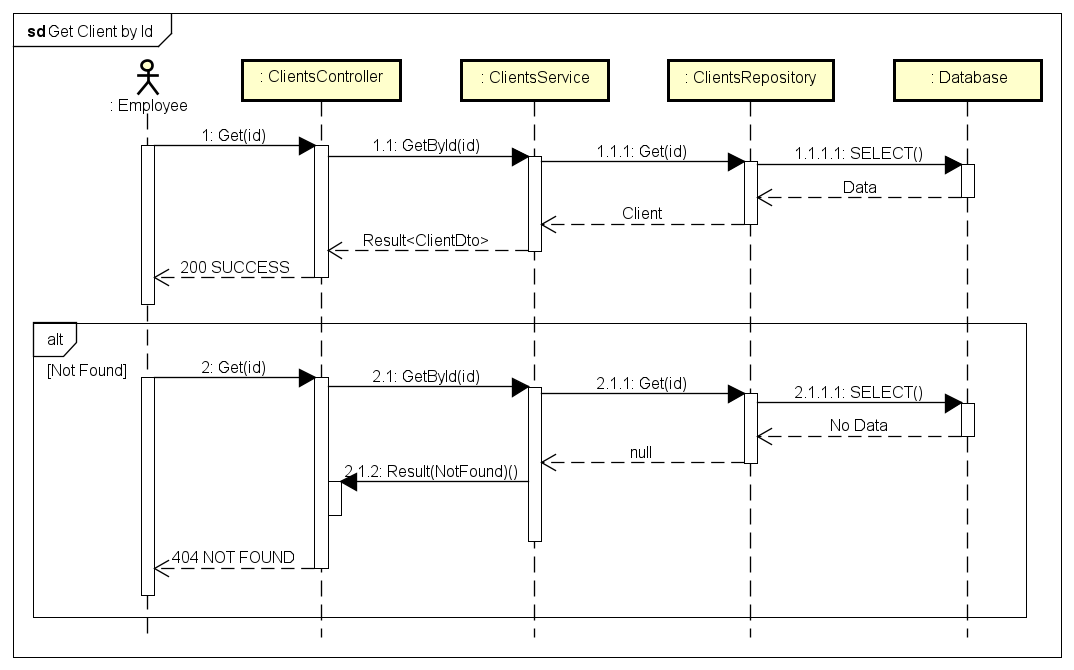 sd Get Client by Id
: Employee
: ClientsController
: ClientsService
: ClientsRepository
: Database
1: Get(id)
1.1: GetById(id)
1.1.1: Get(id)
1.1.1.1: SELECT()
Data
Client
Result<ClientDto>
200 SUCCESS
alt
[Not Found]
2: Get(id)
2.1: GetById(id)
2.1.1: Get(id)
2.1.1.1: SELECT()
No Data
null
2.1.2: Result(NotFound)()
404 NOT FOUND